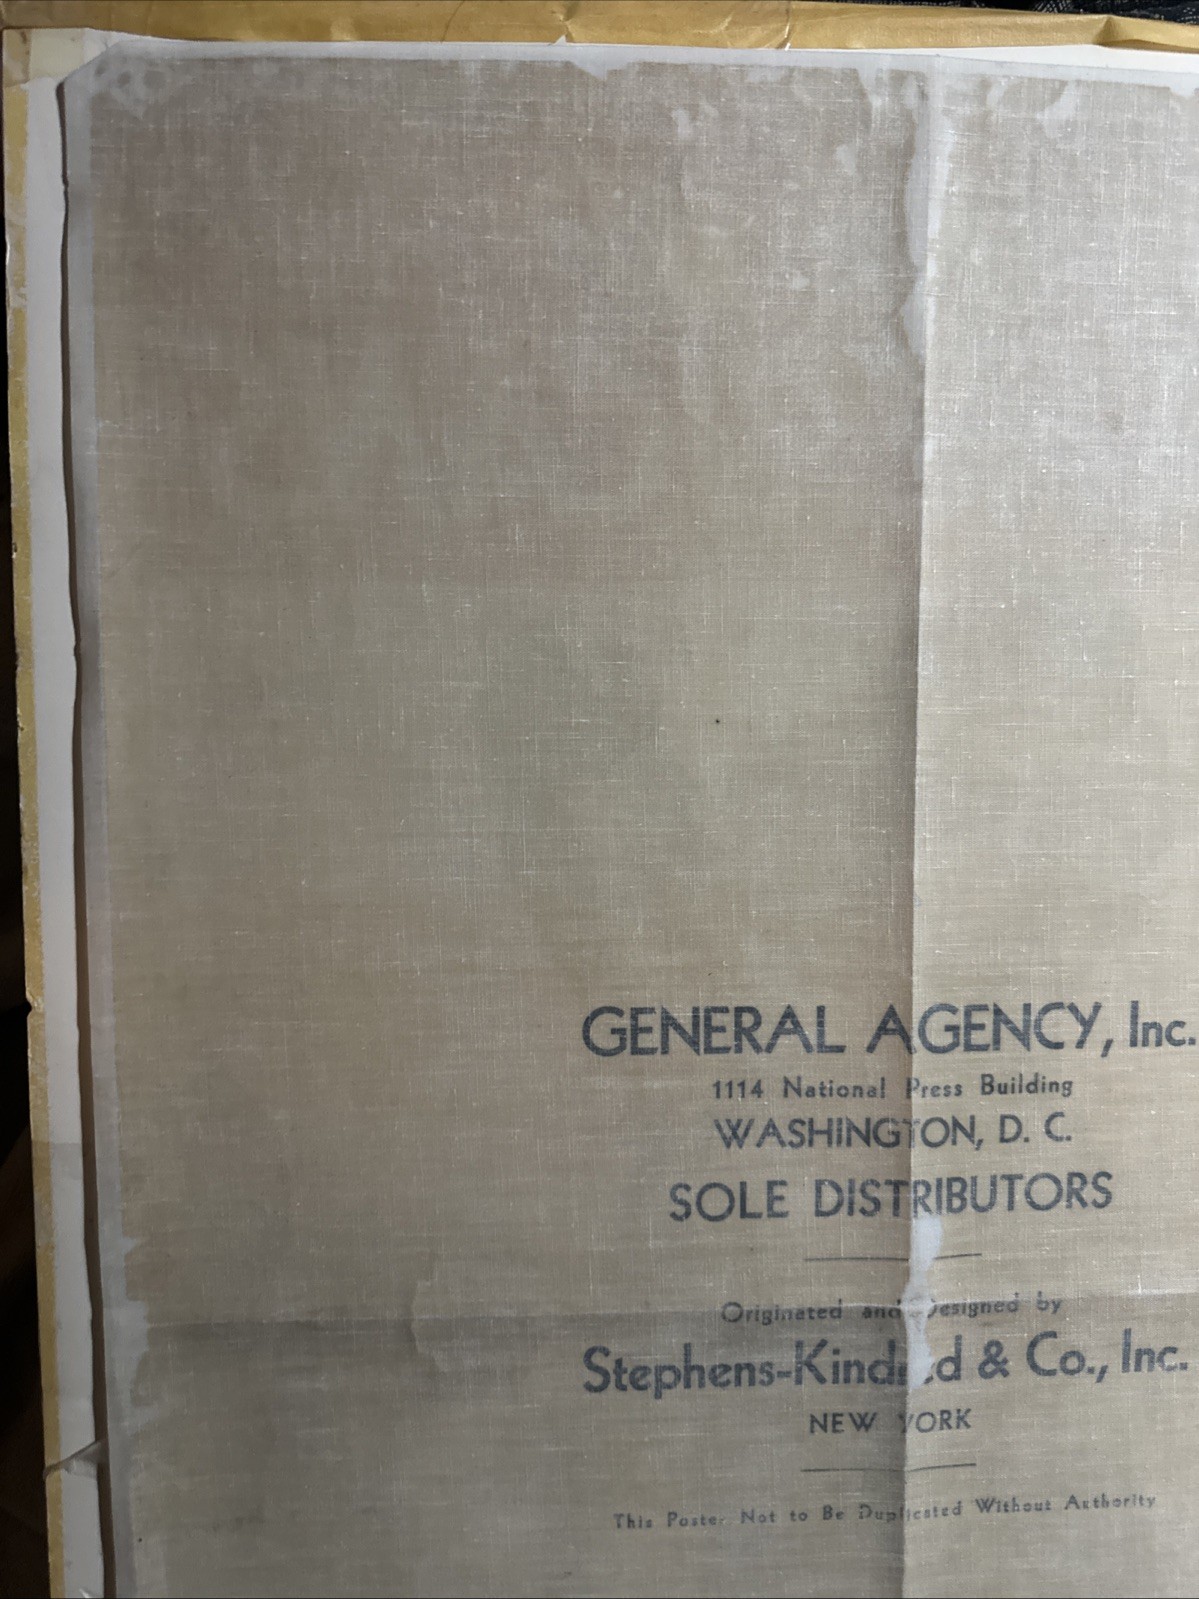 GENERAL AGENCY, Inc.
1114 National Press Building
WASHINGTON, D. C.
SOLE DISTRIBUTORS
Originated and Designed by
Stephens-Kindred & Co., Inc.
NEW YORK
This Poster Not to Be Duplicated Without Authority